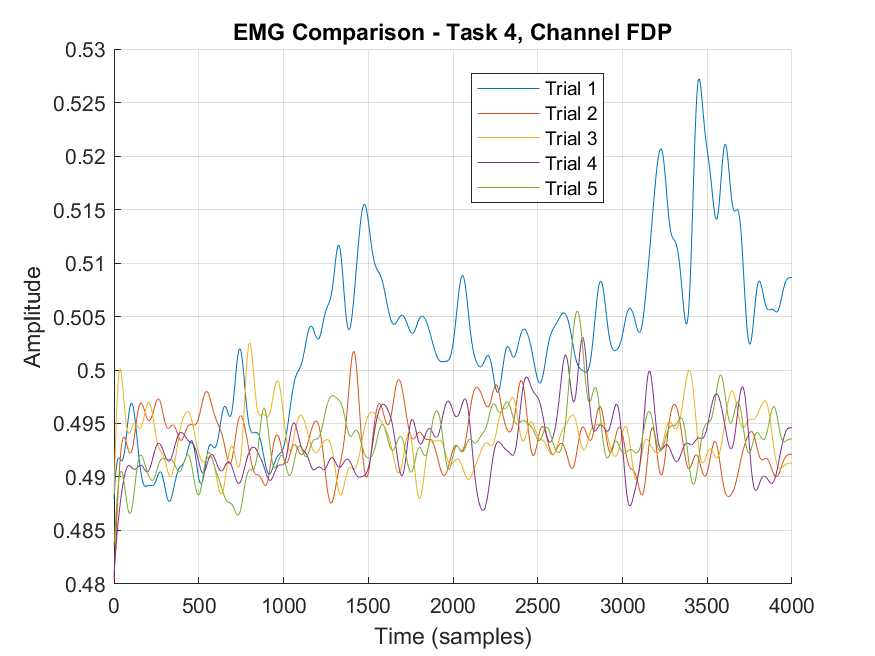 EMG Comparison - Task 4, Channel FDP
0.53
0.525
0.52
0.515
0.51
0.505
0.5
0.495
0.49
0.485
0.48
Amplitude
Trial 1
Trial 2
Trial 3
Trial 4
Trial 5
0 500 1000 1500 2000 2500 3000 3500 4000
Time (samples)